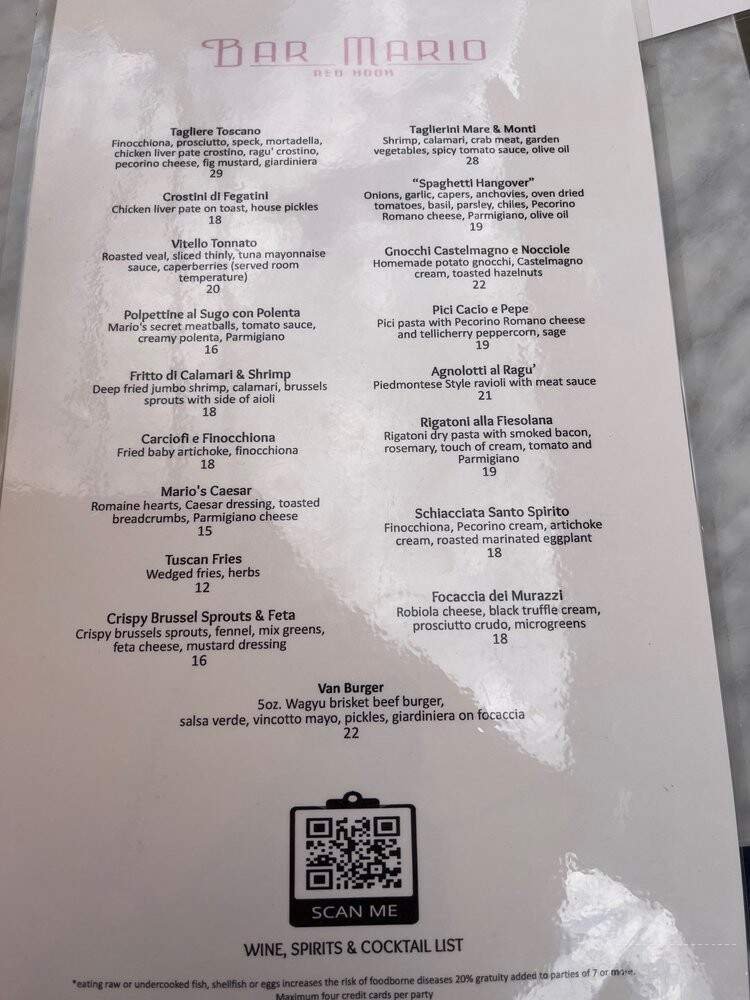 BAR MARIO
RED HOOK
Tagliere Toscano
Finocchiona, prosciutto, speck, mortadella,
chicken liver pate crostino, ragu' crostino,
pecorino cheese, fig mustard, giardiniera
29
Crostini di Fegatini
Chicken liver pate on toast, house pickles
18
Vitello Tonnato
Roasted veal, sliced thinly, tuna mayonnaise
sauce, caperberries (served room
temperature)
20
Polpettine al Sugo con Polenta
Mario's secret meatballs, tomato sauce,
creamy polenta, Parmigiano
16
Fritto di Calamari & Shrimp
Deep fried jumbo shrimp, calamari, brussels
sprouts with side of aioli
18
Carciofi e Finocchiona
Fried baby artichoke, finocchiona
18
Mario's Caesar
Romaine hearts, Caesar dressing, toasted
breadcrumbs, Parmigiano cheese
15
Tuscan Fries
Wedged fries, herbs
12
Crispy Brussel Sprouts & Feta
Crispy brussels sprouts, fennel, mix greens,
feta cheese, mustard dressing
16
Taglierini Mare & Monti
Shrimp, calamari, crab meat, garden
vegetables, spicy tomato sauce, olive oil
28
“Spaghetti Hangover”
Onions, garlic, capers, anchovies, oven dried
tomatoes, basil, parsley, chiles, Pecorino
Romano cheese, Parmigiano, olive oil
19
Gnocchi Castelmagno e Nocciole
Homemade potato gnocchi, Castelmagno
cream, toasted hazelnuts
22
Pici Cacio e Pepe
Pici pasta with Pecorino Romano cheese
and tellicherry peppercorn, sage
19
Agnolotti al Ragu’
Piedmontese Style ravioli with meat sauce
21
Rigatoni alla Fiesolana
Rigatoni dry pasta with smoked bacon,
rosemary, touch of cream, tomato and
Parmigiano
19
Schiacciata Santo Spirito
Finocchiona, Pecorino cream, artichoke
cream, roasted marinated eggplant
18
Focaccia dei Murazzi
Robiola cheese, black truffle cream,
prosciutto crudo, microgreens
18
Van Burger
5oz. Wagyu brisket beef burger,
salsa verde, vincotto mayo, pickles, giardiniera on focaccia
22
SCAN ME
WINE, SPIRITS & COCKTAIL LIST
*eating raw or undercooked fish, shellfish or eggs increases the risk of foodborne diseases 20% gratuity added to parties of 7 or more.
Maximum four credit cards per party